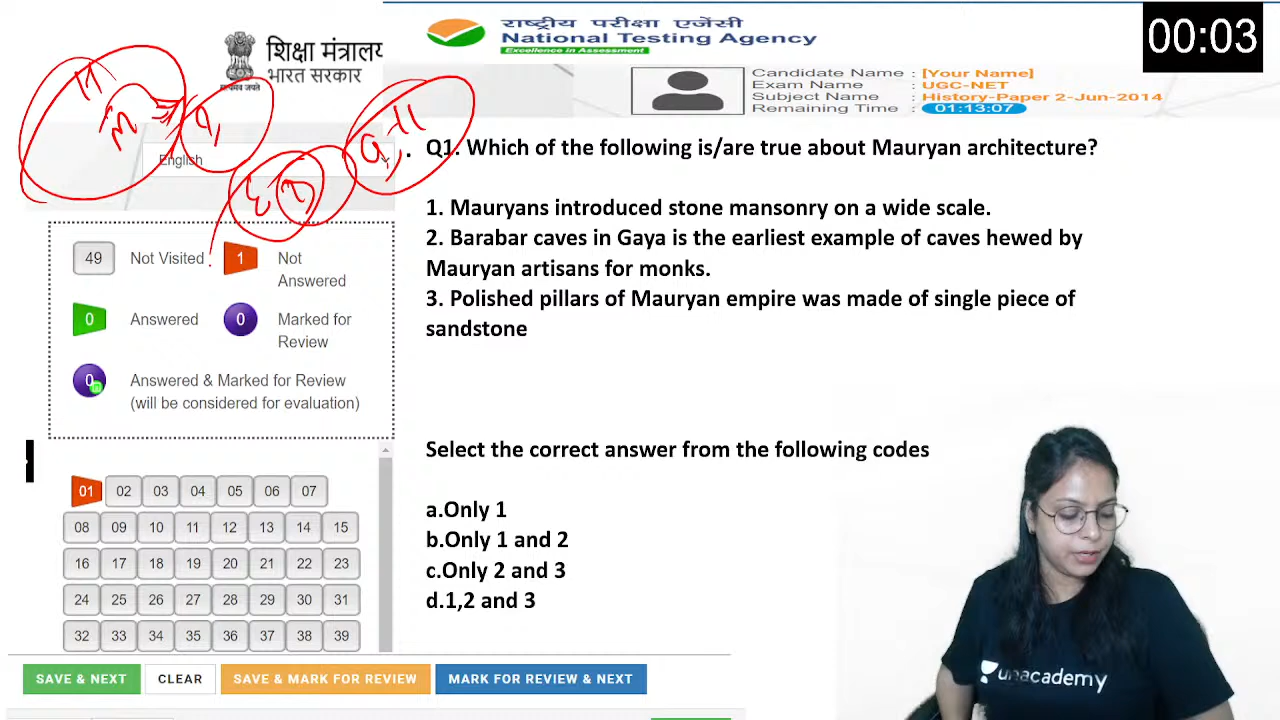 राष्ट्रीय परीक्षा एजेंसी
National Testing Agency
Excellence in Assessment
00:03
शिक्षा मंत्रालय
भारत सरकार
सत्यमेव जयते
Candidate Name : [Your Name]
Exam Name : UGC-NET
Subject Name : History-Paper 2-Jun-2014
Remaining Time : 01:13:07
English
Q1. Which of the following is/are true about Mauryan architecture?
1. Mauryans introduced stone mansonry on a wide scale.
2. Barabar caves in Gaya is the earliest example of caves hewed by
Mauryan artisans for monks.
3. Polished pillars of Mauryan empire was made of single piece of
sandstone
49 Not Visited
1 Not
Answered
0 Answered
0 Marked for
Review
0 Answered & Marked for Review
(will be considered for evaluation)
Select the correct answer from the following codes
a.Only 1
b.Only 1 and 2
c.Only 2 and 3
d.1,2 and 3
01 02 03 04 05 06 07
08 09 10 11 12 13 14 15
16 17 18 19 20 21 22 23
24 25 26 27 28 29 30 31
32 33 34 35 36 37 38 39
SAVE & NEXT CLEAR SAVE & MARK FOR REVIEW MARK FOR REVIEW & NEXT
unacademy